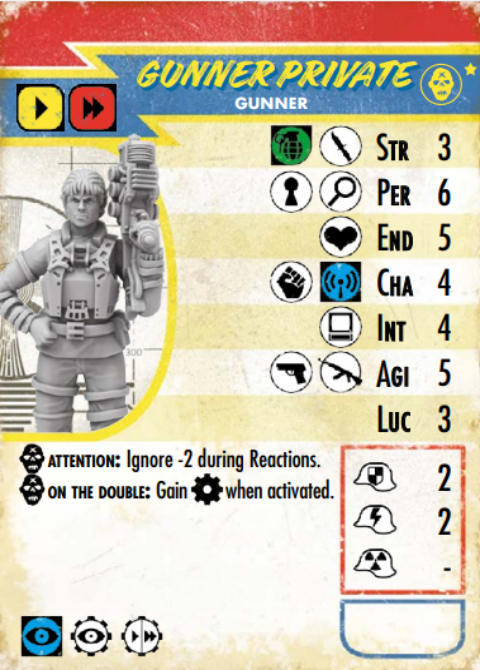 GUNNER PRIVATE
GUNNER
STR 3
PER 6
END 5
CHA 4
INT 4
AGI 5
LUC 3
300
ATTENTION: Ignore -2 during Reactions.
ON THE DOUBLE: Gain when activated.
2
2
-